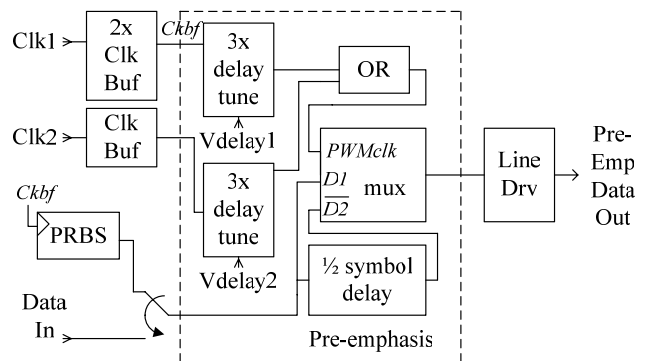 Clk1
2x
Clk
Buf
Ckbf
3x
delay
tune
OR
Vdelay1
Clk2
Clk
Buf
3x
delay
tune
Vdelay2
PWMclk
D1
D2
mux
Line
Drv
Pre-
Emp
Data
Out
Ckbf
PRBS
½ symbol
delay
Data
In
Pre-emphasis